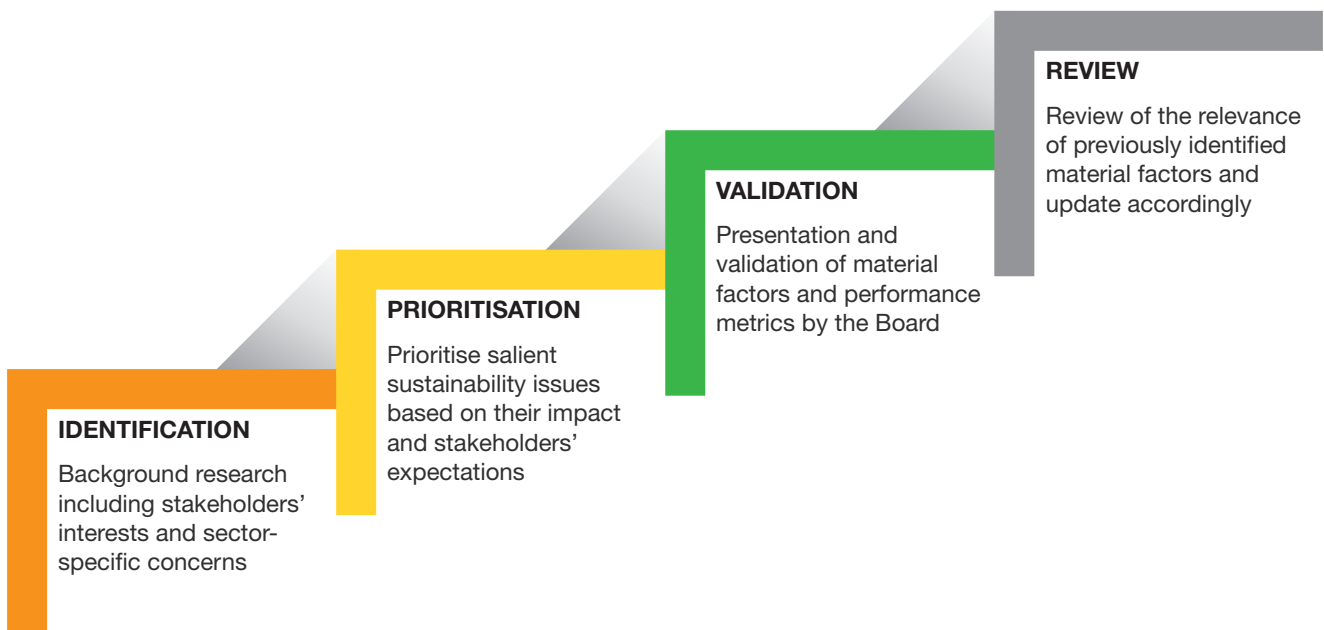 IDENTIFICATION
Background research
including stakeholders’
interests and sector-
specific concerns
PRIORITISATION
Prioritise salient
sustainability issues
based on their impact
and stakeholders’
expectations
VALIDATION
Presentation and
validation of material
factors and performance
metrics by the Board
REVIEW
Review of the relevance
of previously identified
material factors and
update accordingly